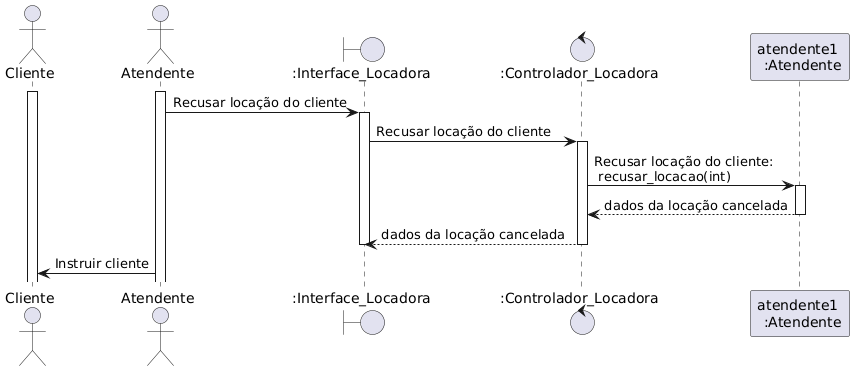 Cliente
Atendente
:Interface_Locadora
:Controlador_Locadora
atendente1
:Atendente
Recusar locação do cliente
Recusar locação do cliente
Recusar locação do cliente:
recusar_locacao(int)
dados da locação cancelada
dados da locação cancelada
Instruir cliente
Cliente
Atendente
:Interface_Locadora
:Controlador_Locadora
atendente1
:Atendente